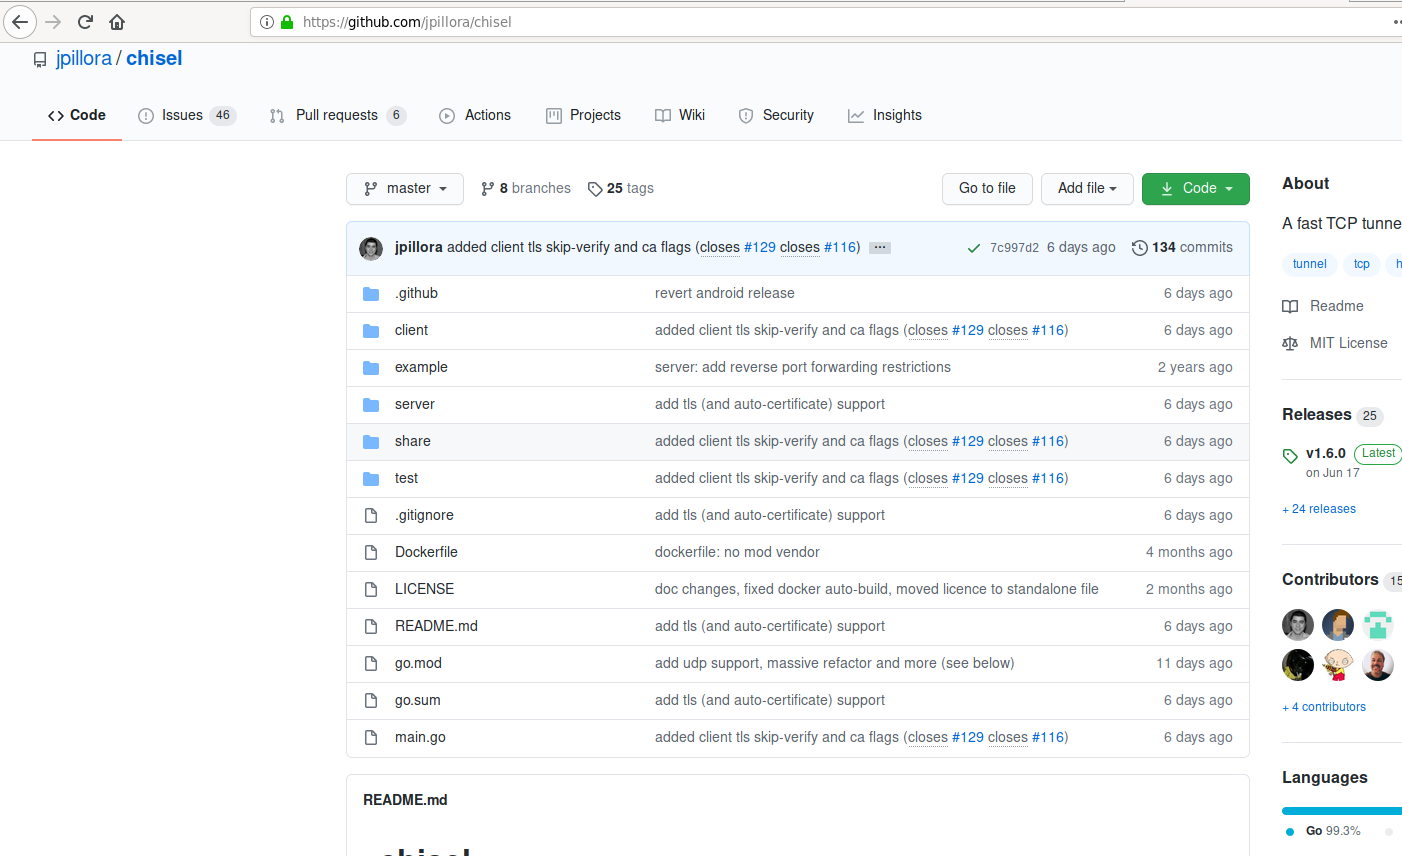 https://github.com/jpillora/chisel
jpillora / chisel
Code Issues 46 Pull requests 6 Actions Projects Wiki Security Insights
master 8 branches 25 tags Go to file Add file Code
jpillora added client tls skip-verify and ca flags (closes #129 closes #116) ... 7c997d2 6 days ago 134 commits
.github revert android release 6 days ago
client added client tls skip-verify and ca flags (closes #129 closes #116) 6 days ago
example server: add reverse port forwarding restrictions 2 years ago
server add tls (and auto-certificate) support 6 days ago
share added client tls skip-verify and ca flags (closes #129 closes #116) 6 days ago
test added client tls skip-verify and ca flags (closes #129 closes #116) 6 days ago
.gitignore add tls (and auto-certificate) support 6 days ago
Dockerfile dockerfile: no mod vendor 4 months ago
LICENSE doc changes, fixed docker auto-build, moved licence to standalone file 2 months ago
README.md add tls (and auto-certificate) support 6 days ago
go.mod add udp support, massive refactor and more (see below) 11 days ago
go.sum add tls (and auto-certificate) support 6 days ago
main.go added client tls skip-verify and ca flags (closes #129 closes #116) 6 days ago
README.md
chisel
About
A fast TCP tunne
tunnel tcp h
Readme
MIT License
Releases 25
v1.6.0 Latest
on Jun 17
+ 24 releases
Contributors 15
+ 4 contributors
Languages
Go 99.3%